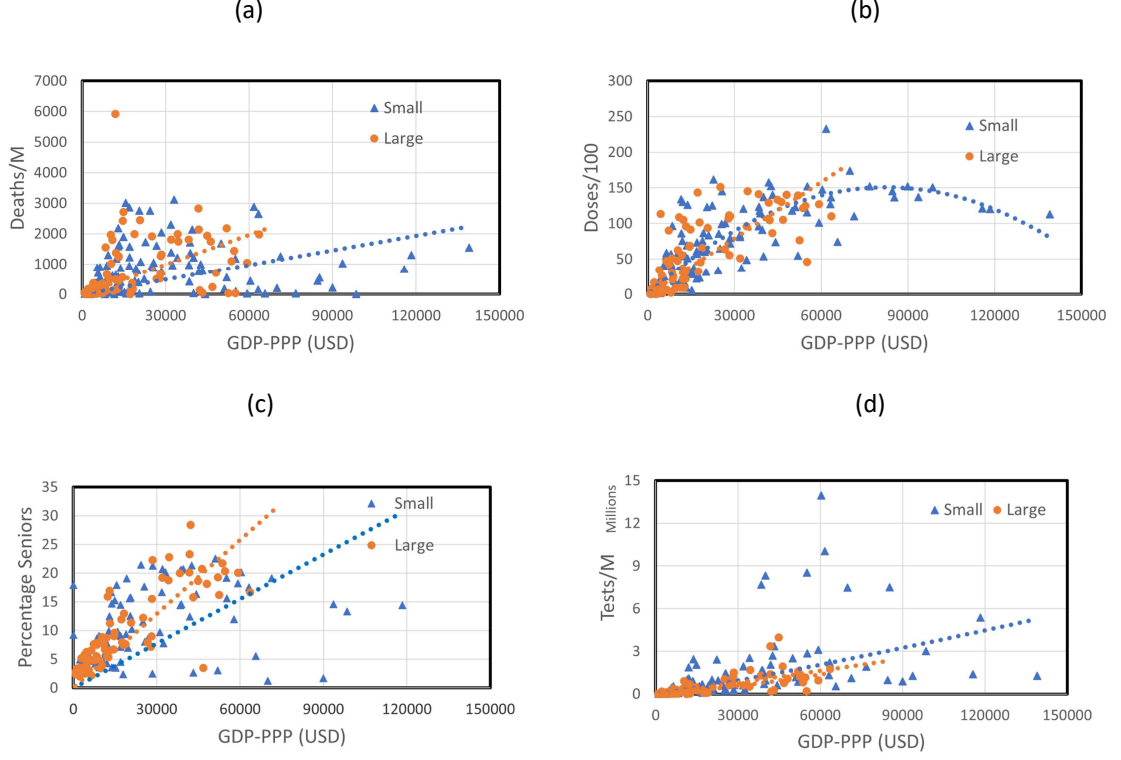 (a)
7000
6000
5000
4000
3000
2000
1000
0
Deaths/M
Small
Large
0 30000 60000 90000 120000 150000
GDP-PPP (USD)
(b)
300
250
200
150
100
50
0
Doses/100
Small
Large
0 30000 60000 90000 120000 150000
GDP-PPP (USD)
(c)
35
30
25
20
15
10
5
0
Percentage Seniors
Small
Large
0 30000 60000 90000 120000 150000
GDP-PPP (USD)
(d)
15
12
9
6
3
0
Tests/M
Millions
Small Large
0 30000 60000 90000 120000 150000
GDP-PPP (USD)